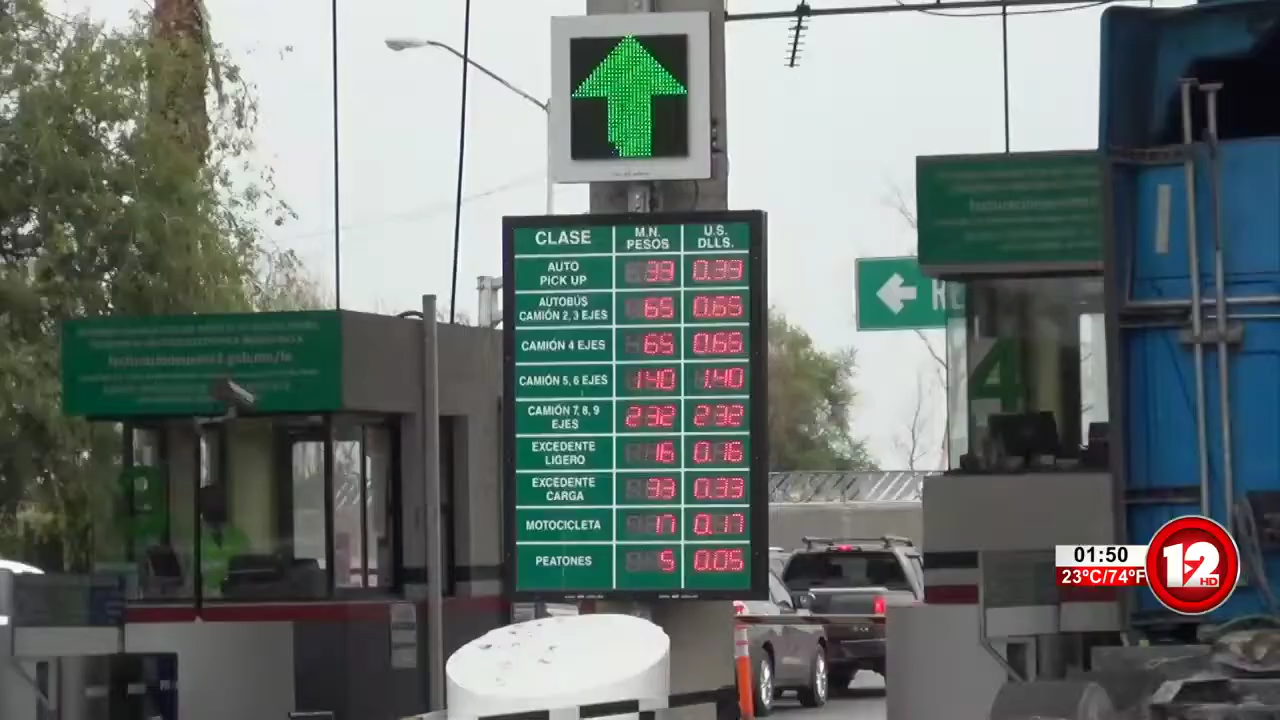 CLASE M.N. PESOS U.S. DLLS.
AUTO PICK UP 33 0.33
AUTOBÚS CAMIÓN 2, 3 EJES 65 0.65
CAMIÓN 4 EJES 65 0.65
CAMIÓN 5, 6 EJES 140 1.40
CAMIÓN 7, 8, 9 EJES 232 2.32
EXCEDENTE LIGERO 16 0.16
EXCEDENTE CARGA 33 0.33
MOTOCICLETA 17 0.17
PEATONES 5 0.05
4
01:50
23°C/74°F
12
HD